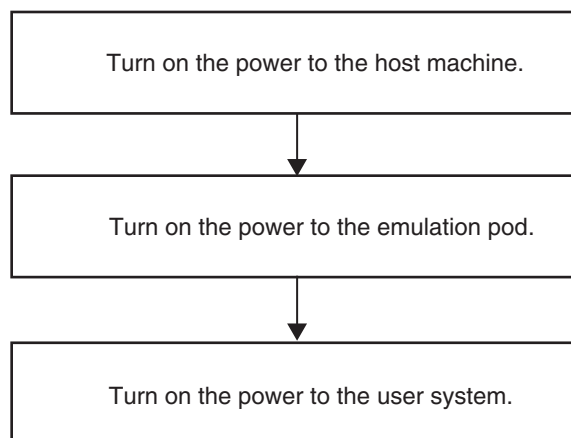 Turn on the power to the host machine.
Turn on the power to the emulation pod.
Turn on the power to the user system.